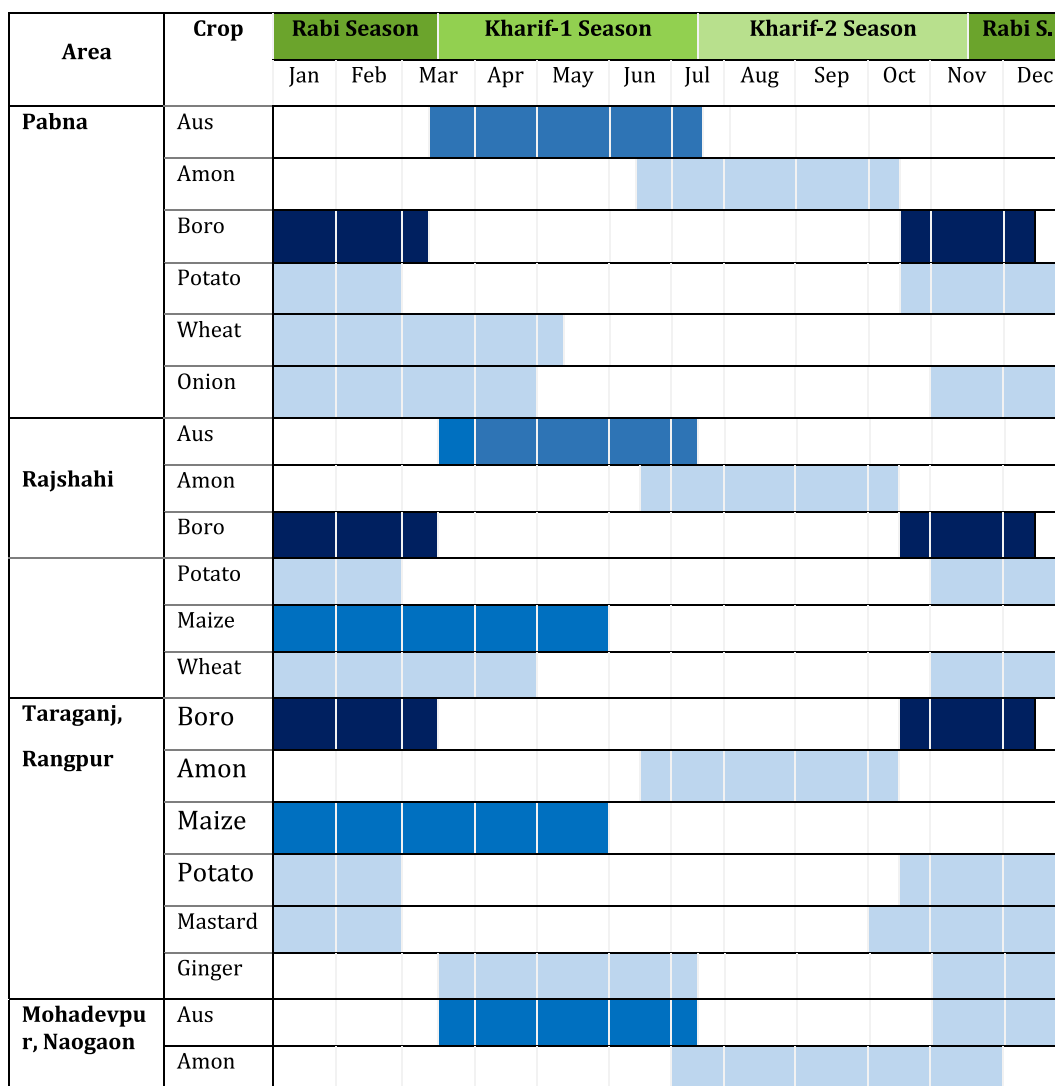 Area Crop Rabi Season Kharif-1 Season Kharif-2 Season Rabi S.
Jan Feb Mar Apr May Jun Jul Aug Sep Oct Nov Dec
Pabna Aus
Amon
Boro
Potato
Wheat
Onion
Aus
Rajshahi Amon
Boro
Potato
Maize
Wheat
Taraganj, Boro
Rangpur
Amon
Maize
Potato
Mastard
Ginger
Mohadevpu Aus
r, Naogaon
Amon